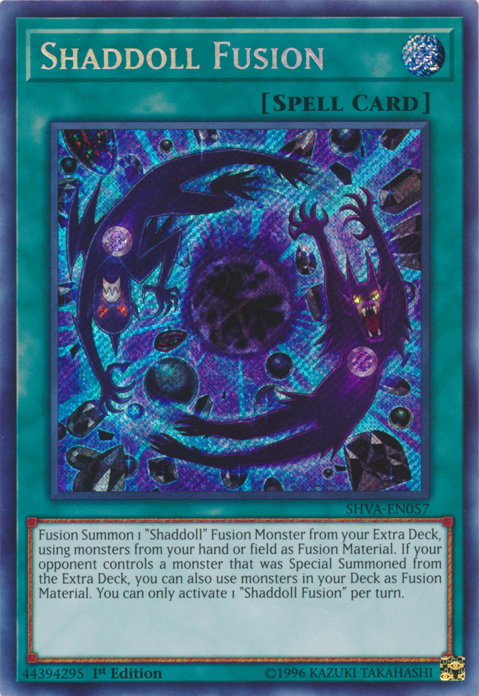 Shaddoll Fusion
[Spell Card]
SHVA-EN057
Fusion Summon 1 "Shaddoll" Fusion Monster from your Extra Deck,
using monsters from your hand or field as Fusion Material. If your
opponent controls a monster that was Special Summoned from
the Extra Deck, you can also use monsters in your Deck as Fusion
Material. You can only activate 1 "Shaddoll Fusion" per turn.
44394295 1st Edition ©1996 KAZUKI TAKAHASHI